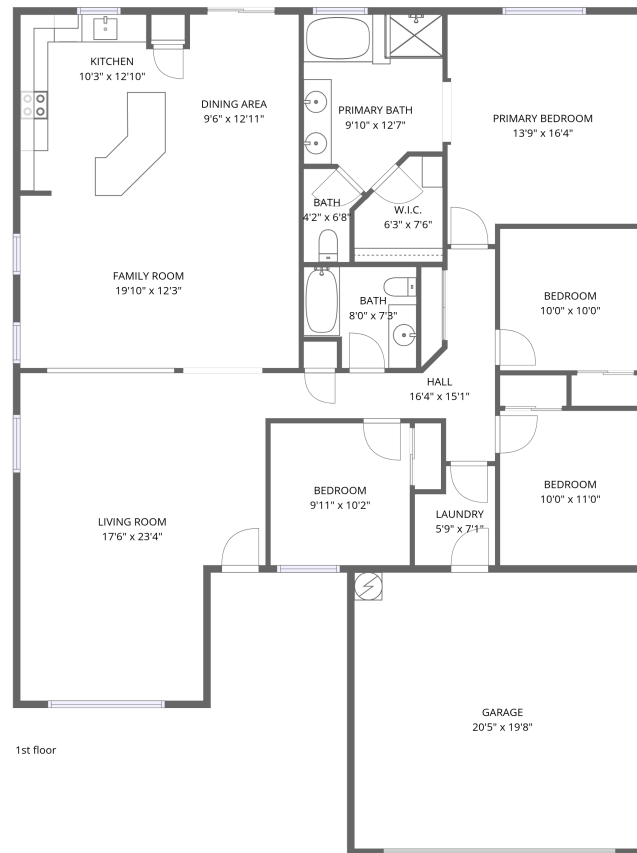 KITCHEN
10'3" x 12'10"
DINING AREA
9'6" x 12'11"
PRIMARY BATH
9'10" x 12'7"
PRIMARY BEDROOM
13'9" x 16'4"
BATH
4'2" x 6'8"
W.I.C.
6'3" x 7'6"
FAMILY ROOM
19'10" x 12'3"
BATH
8'0" x 7'3"
BEDROOM
10'0" x 10'0"
HALL
16'4" x 15'1"
BEDROOM
9'11" x 10'2"
BEDROOM
10'0" x 11'0"
LAUNDRY
5'9" x 7'1"
LIVING ROOM
17'6" x 23'4"
GARAGE
20'5" x 19'8"
1st floor